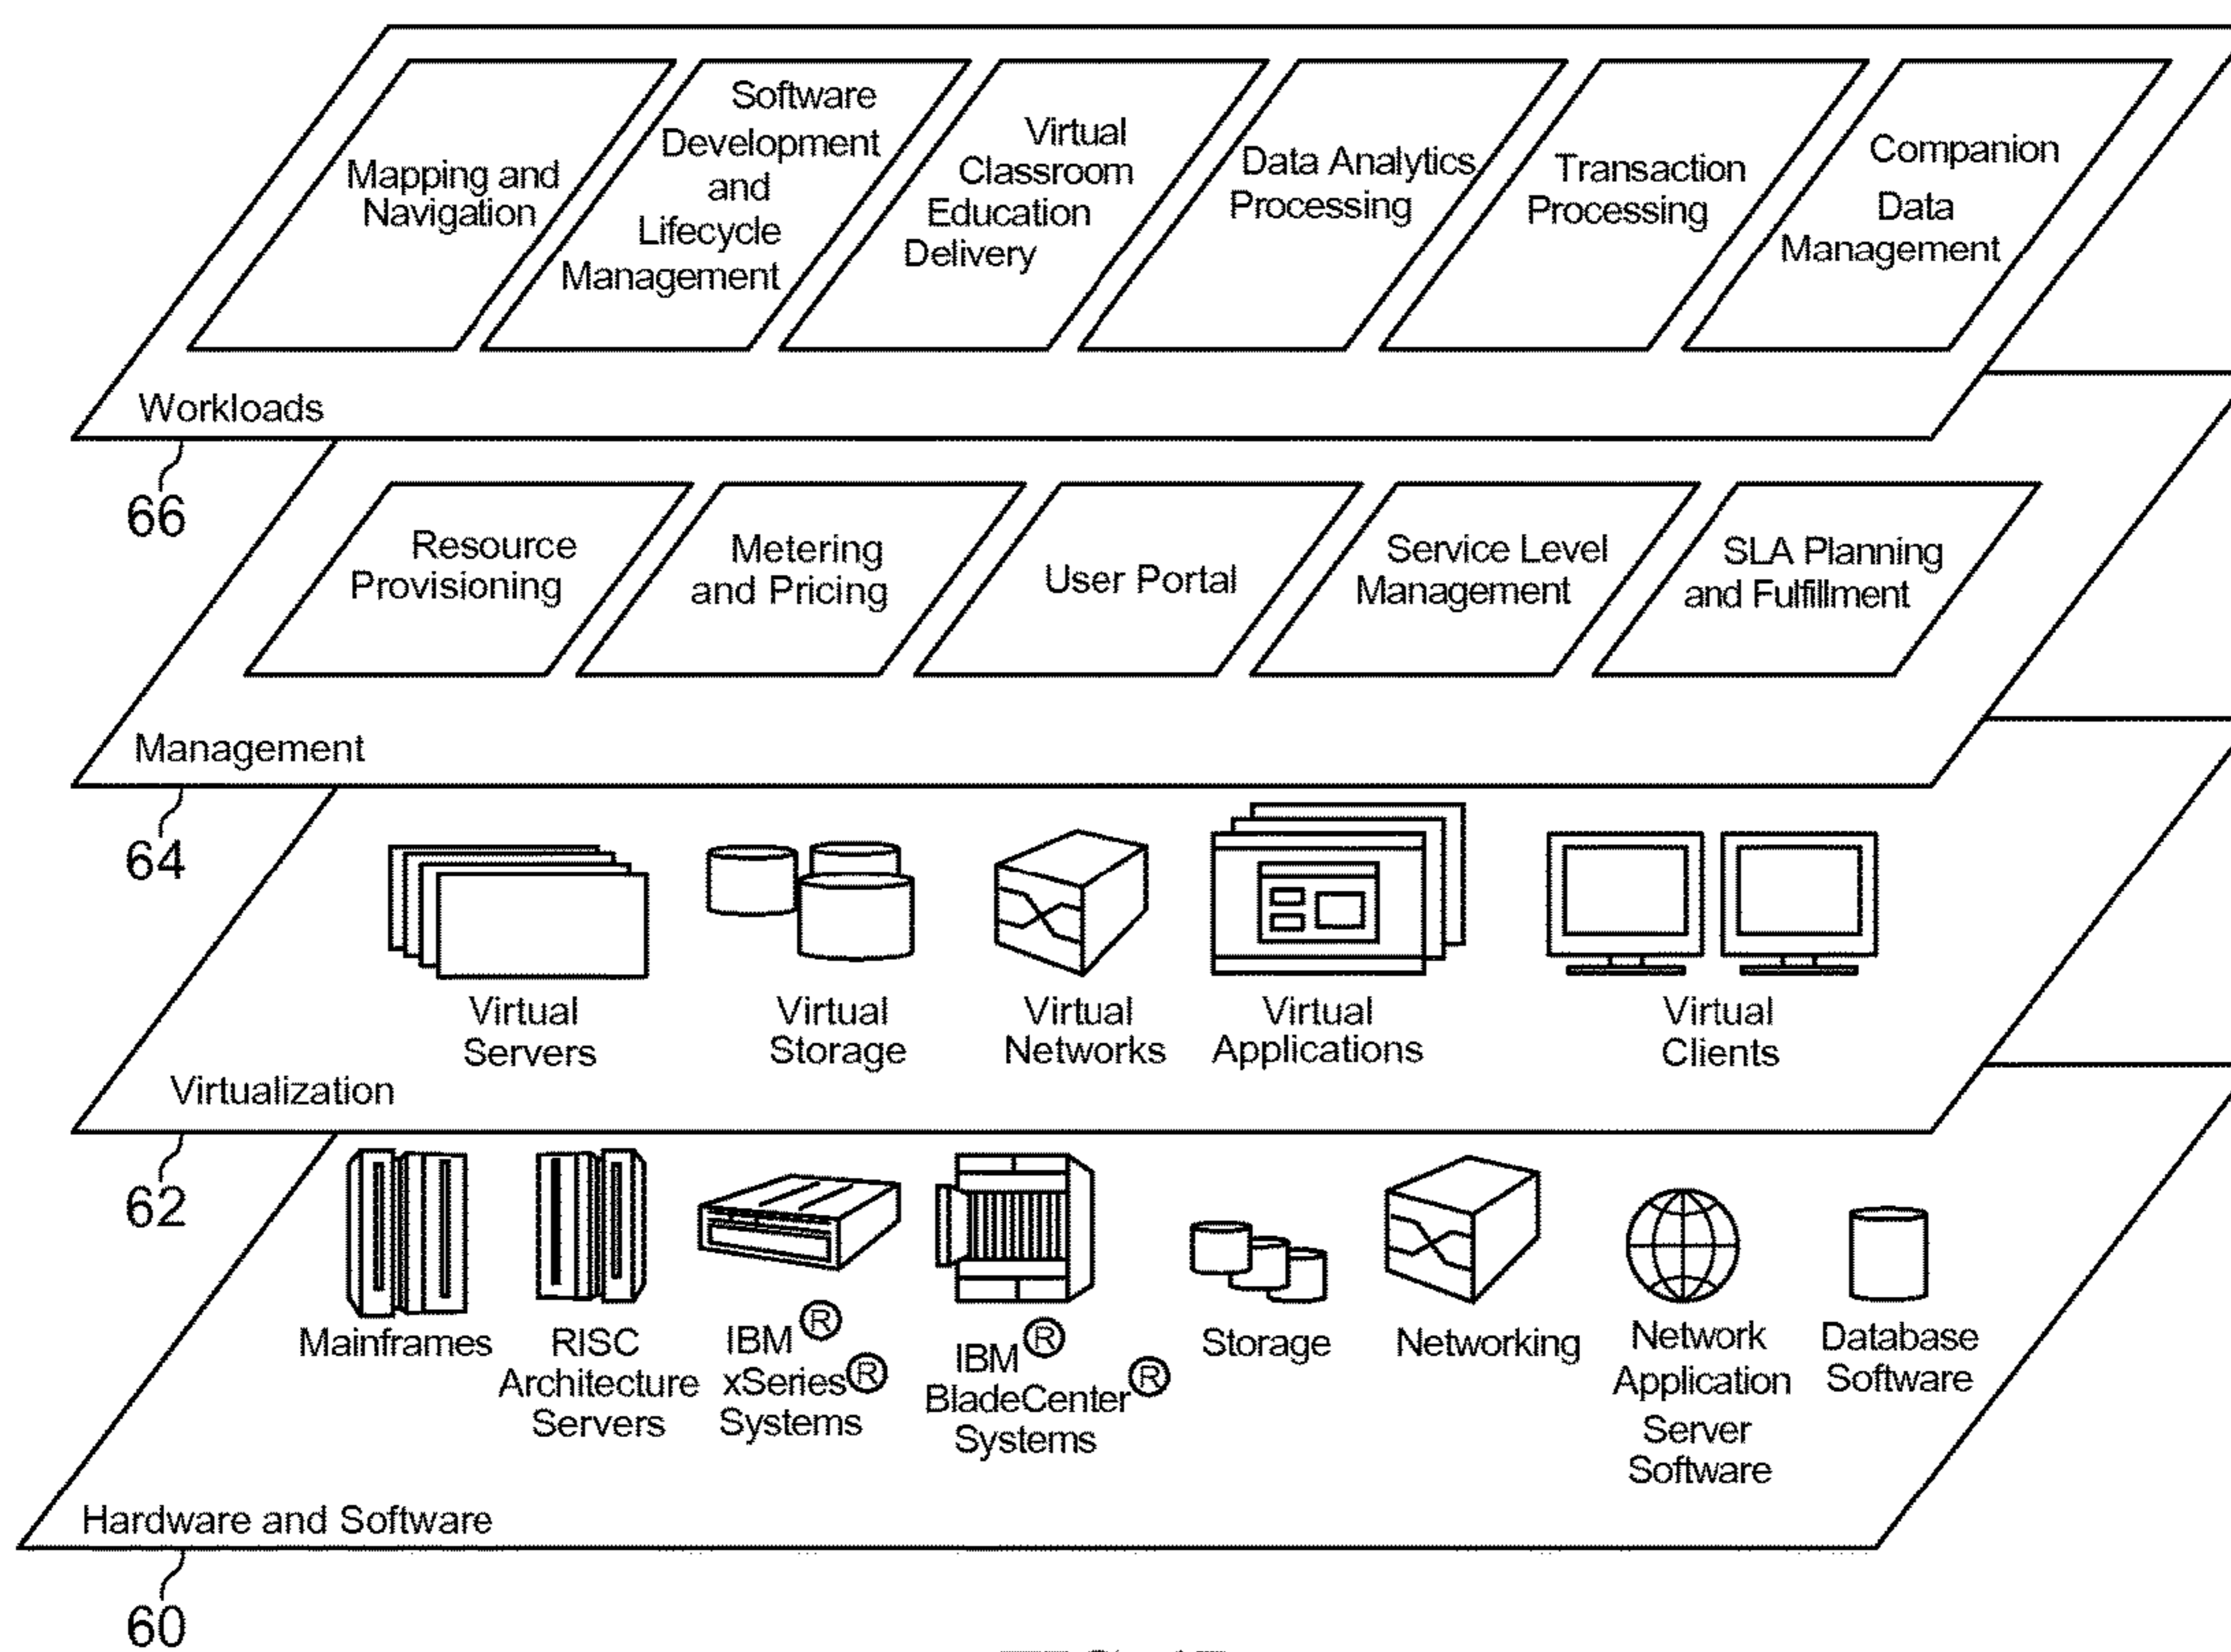 Mapping and
Navigation
Software
Development
and
Lifecycle
Management
Virtual
Classroom
Education
Delivery
Data Analytics
Processing
Transaction
Processing
Companion
Data
Management
Workloads
66
Resource
Provisioning
Metering
and Pricing
User Portal
Service Level
Management
SLA Planning
and Fulfillment
Management
64
Virtual
Servers
Virtual
Storage
Virtual
Networks
Virtual
Applications
Virtual
Clients
Virtualization
62
Mainframes
RISC
Architecture
Servers
IBM ®
xSeries®
Systems
IBM ®
BladeCenter®
Systems
Storage
Networking
Network
Application
Server
Software
Database
Software
Hardware and Software
60